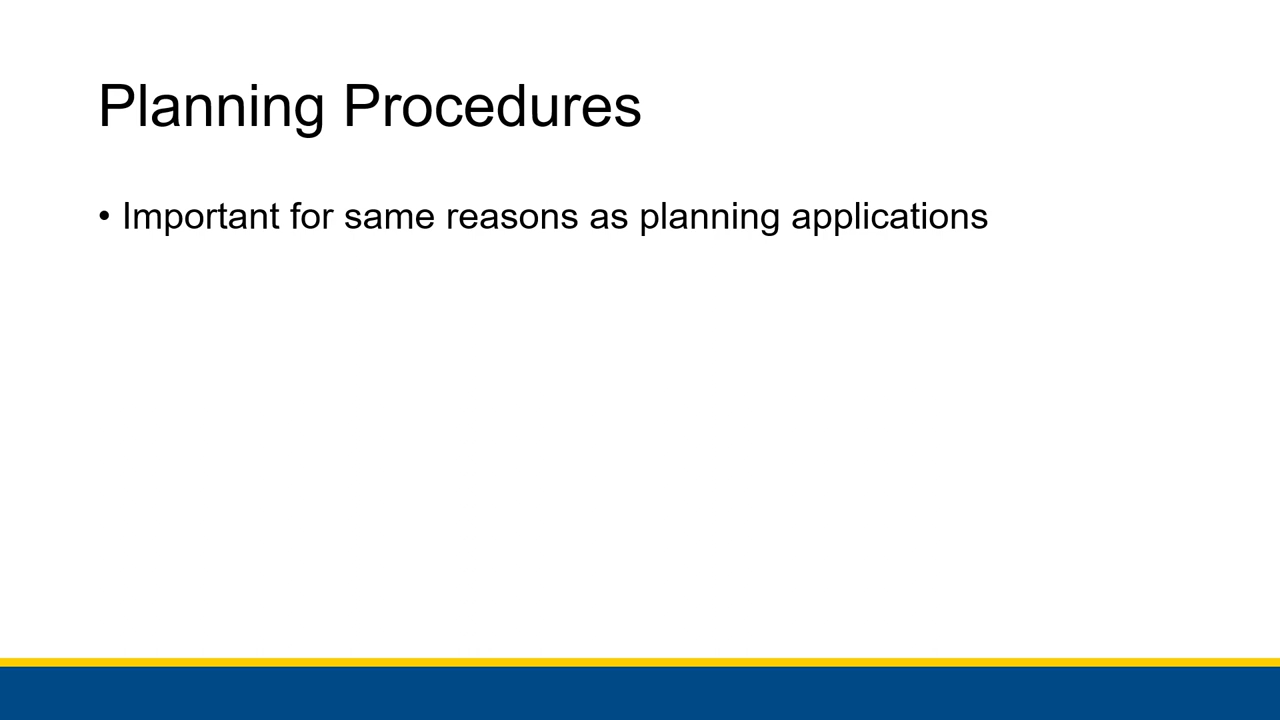 Planning Procedures
• Important for same reasons as planning applications